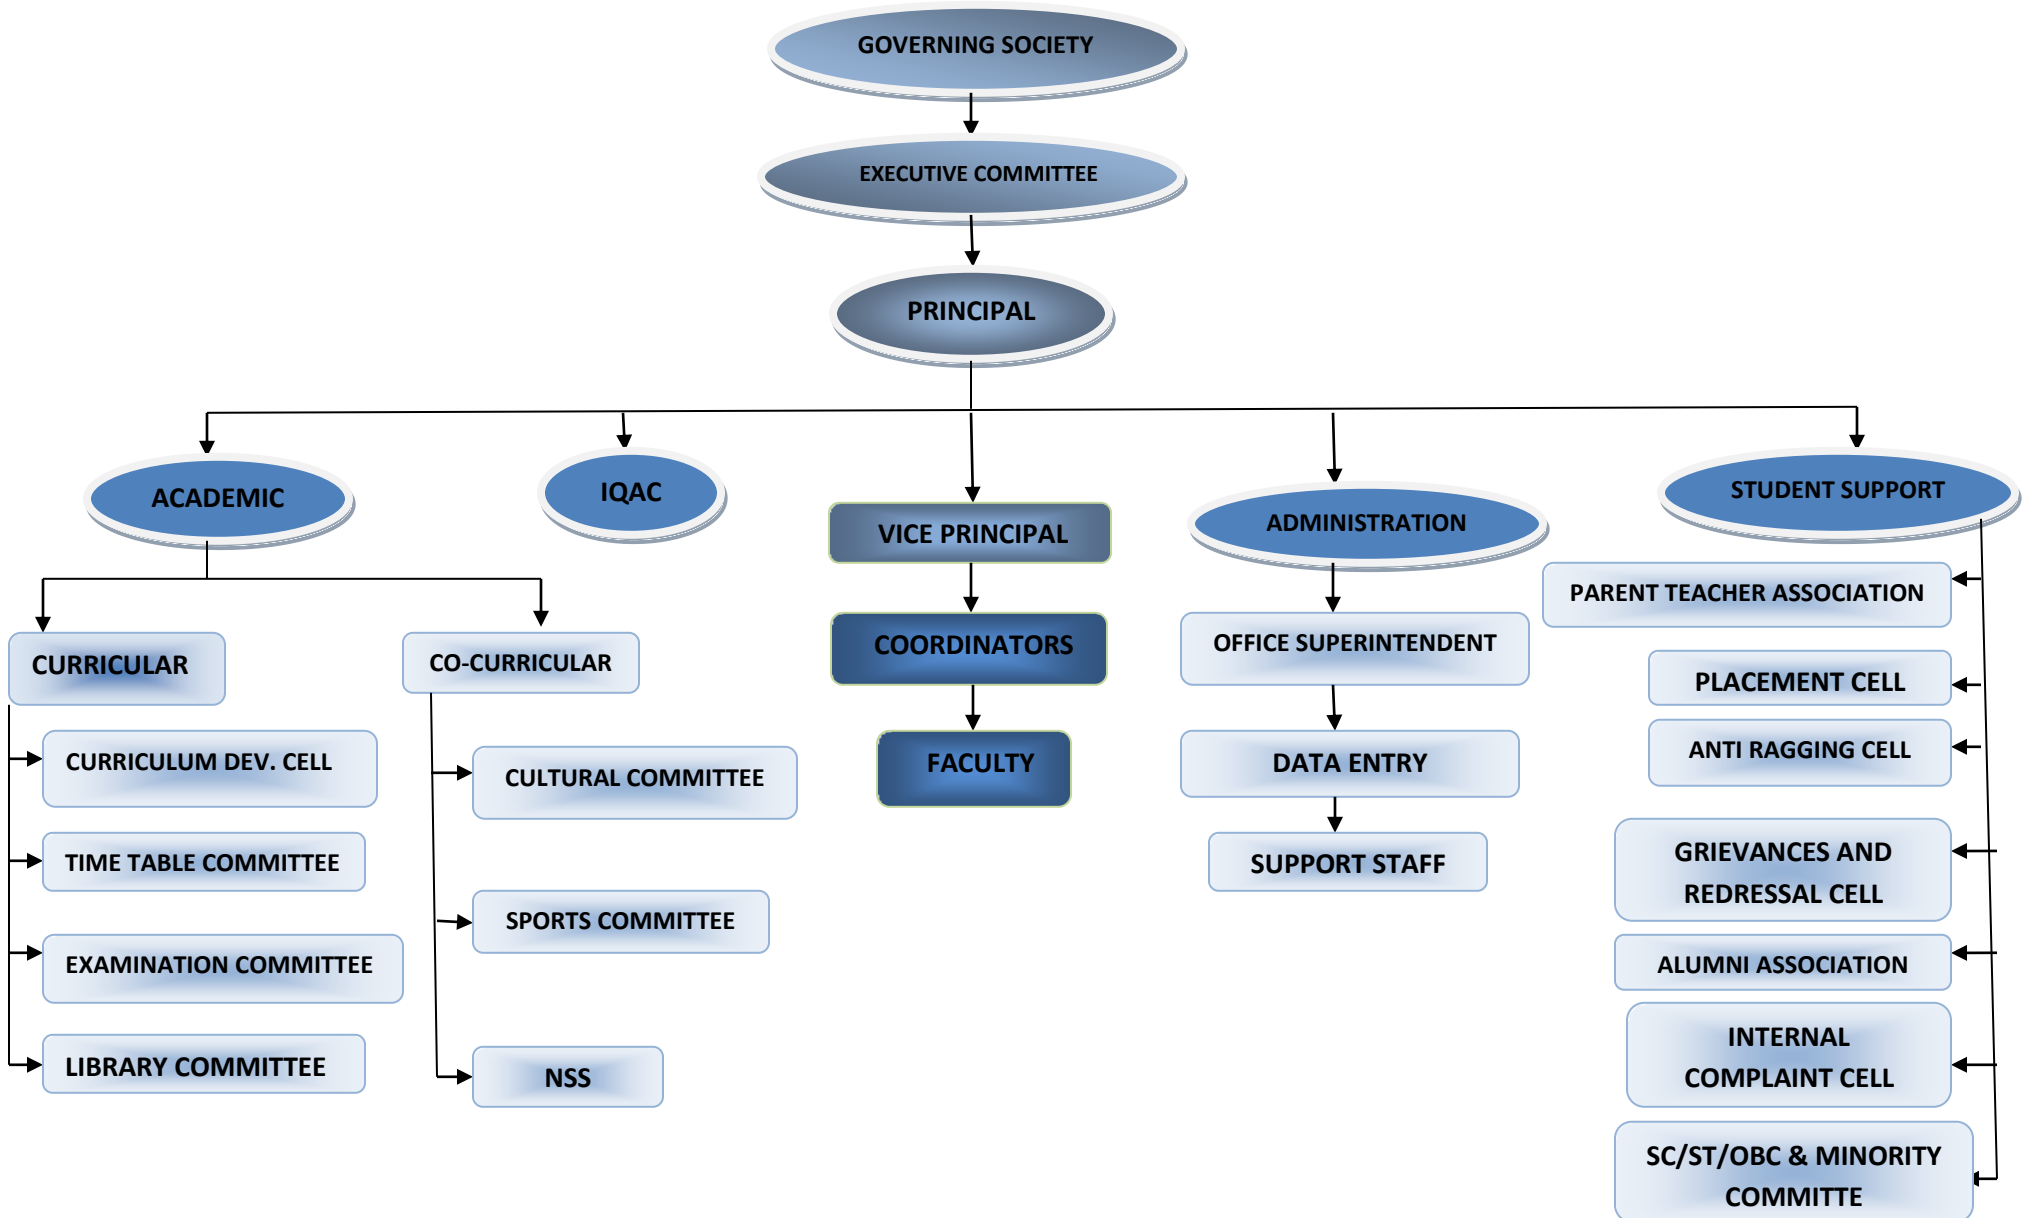 GOVERNING SOCIETY
EXECUTIVE COMMITTEE
PRINCIPAL
ACADEMIC
IQAC
VICE PRINCIPAL
ADMINISTRATION
STUDENT SUPPORT
CURRICULAR
CO-CURRICULAR
CURRICULUM DEV. CELL
TIME TABLE COMMITTEE
EXAMINATION COMMITTEE
LIBRARY COMMITTEE
CULTURAL COMMITTEE
SPORTS COMMITTEE
NSS
COORDINATORS
FACULTY
OFFICE SUPERINTENDENT
DATA ENTRY
SUPPORT STAFF
PARENT TEACHER ASSOCIATION
PLACEMENT CELL
ANTI RAGGING CELL
GRIEVANCES AND
REDRESSAL CELL
ALUMNI ASSOCIATION
INTERNAL
COMPLAINT CELL
SC/ST/OBC & MINORITY
COMMITTE